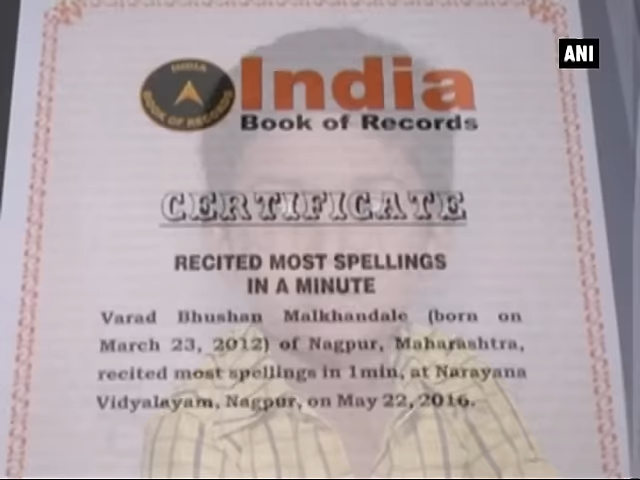 ANI
INDIA
BOOK OF RECORDS
India
Book of Records
CERTIFICATE
RECITED MOST SPELLINGS
IN A MINUTE
Varad Bhushan Malkhandale (born on
March 23, 2012) of Nagpur, Maharashtra,
recited most spellings in 1min, at Narayana
Vidyalayam, Nagpur, on May 22, 2016.